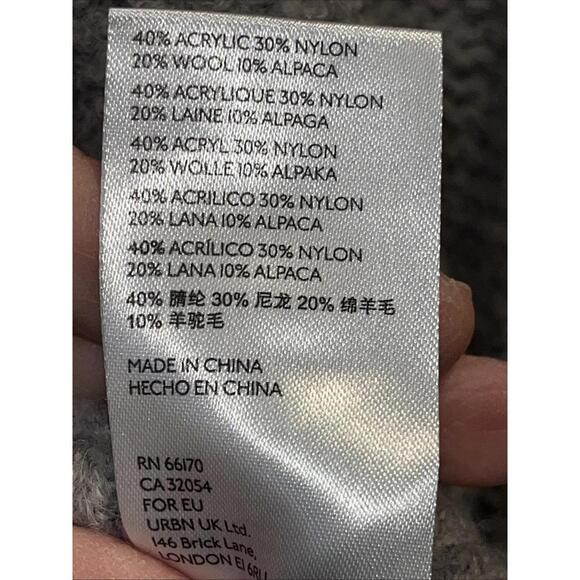 40% ACRYLIC 30% NYLON
20% WOOL 10% ALPACA
40% ACRYLIQUE 30% NYLON
20% LAINE 10% ALPAGA
40% ACRYL 30% NYLON
20% WOLLE 10% ALPAKA
40% ACRILICO 30% NYLON
20% LANA 10% ALPACA
40% ACRÍLICO 30% NYLON
20% LANA 10% ALPACA
40% 腈纶 30% 尼龙 20% 绵羊毛
10% 羊驼毛
MADE IN CHINA
HECHO EN CHINA
RN 66170
CA 32054
FOR EU
URBN UK Ltd.
146 Brick Lane,
LONDON E1 6RU